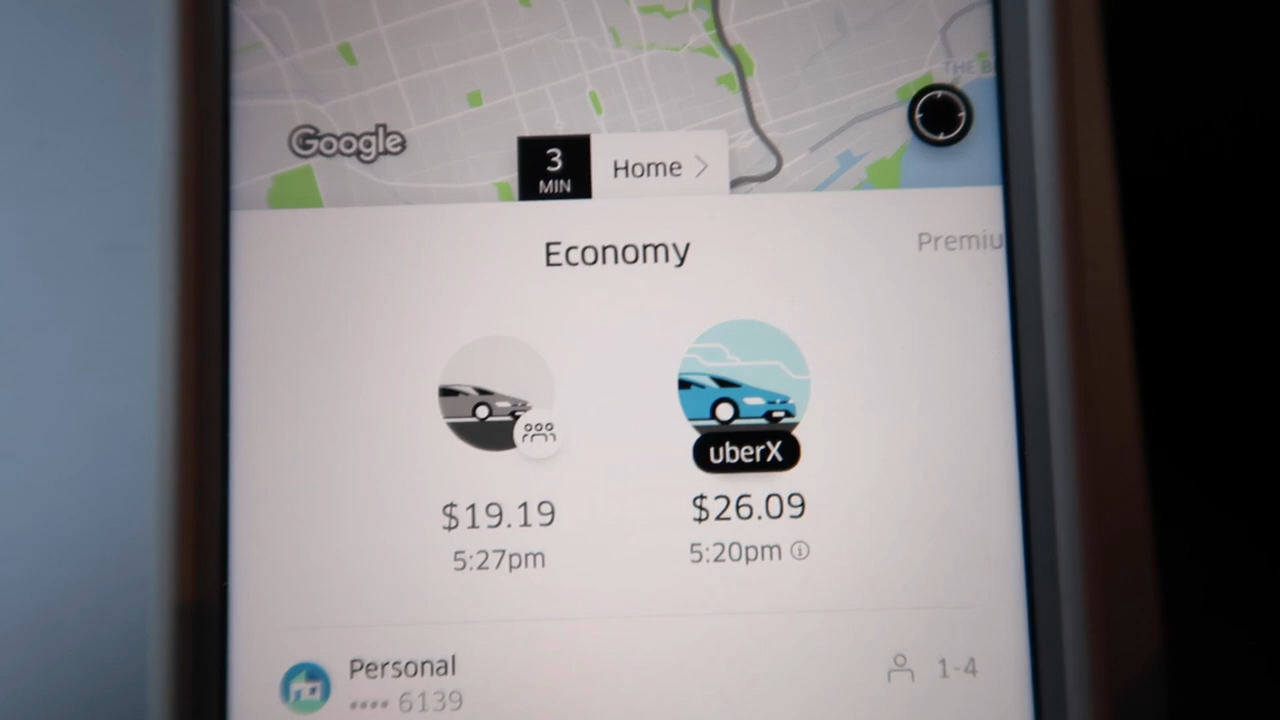 THE B
Google
3
MIN
Home
Economy
Premiu
uberX
$19.19
$26.09
5:27pm
5:20pm
Personal
1-4
•••• 6139